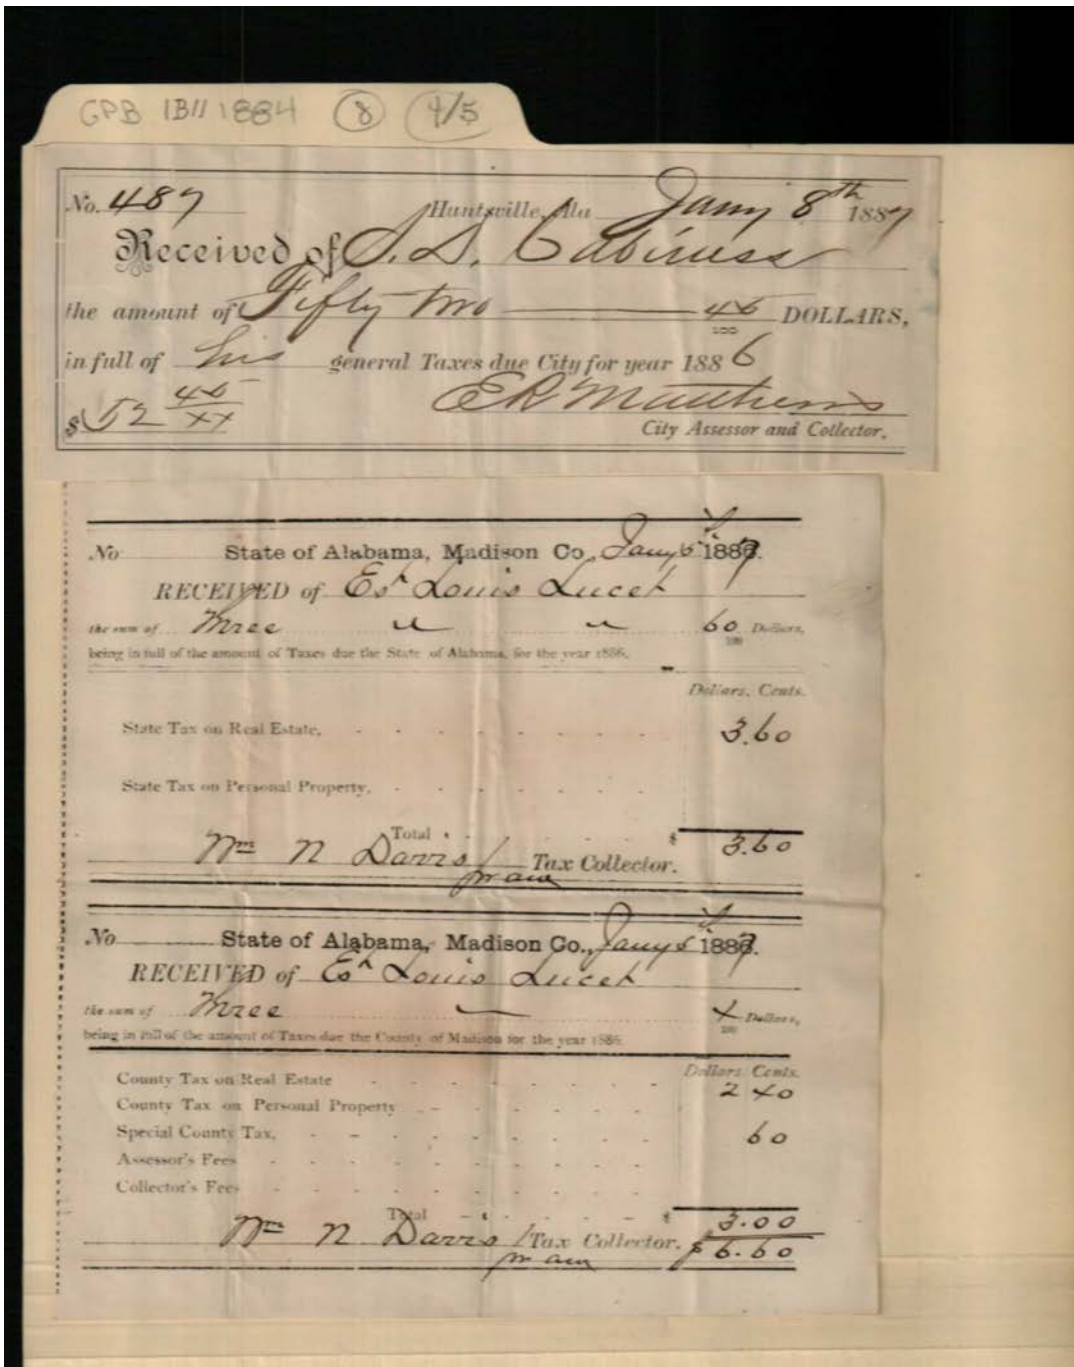 GPB 1B11 1884 8 4/5
No. 487 Huntsville, Ala Jany 8th 1887
Received of S. D. Cabiness
the amount of Fifty two 45/100 DOLLARS,
in full of his general Taxes due City for year 1886
$ 52 45/xx E R Matthews
City Assessor and Collector.
No State of Alabama, Madison Co, Jany 5 1887.
RECEIVED of Est Louis Lucet
the sum of Three " " 60/100 Dollars,
being in full of the amount of Taxes due the State of Alabama, for the year 1886.
Dollars. Cents.
State Tax on Real Estate, - - - - - - - 3.60
State Tax on Personal Property, - - - - - -
Total - - - - $ 3.60
Wm N Davis / Tax Collector.
No State of Alabama, Madison Co., Jany 5 1887.
RECEIVED of Est Louis Lucet
the sum of Three x/100 Dollars,
being in full of the amount of Taxes due the County of Madison for the year 1886.
Dollars. Cents.
County Tax on Real Estate - - - - - - - 2 40
County Tax on Personal Property - - - - - -
Special County Tax, - - - - - - - - 60
Assessor's Fees - - - - - - - - -
Collector's Fees - - - - - - - - -
Total - - - - $ 3.00
Wm N Davis / Tax Collector. $ 6.60